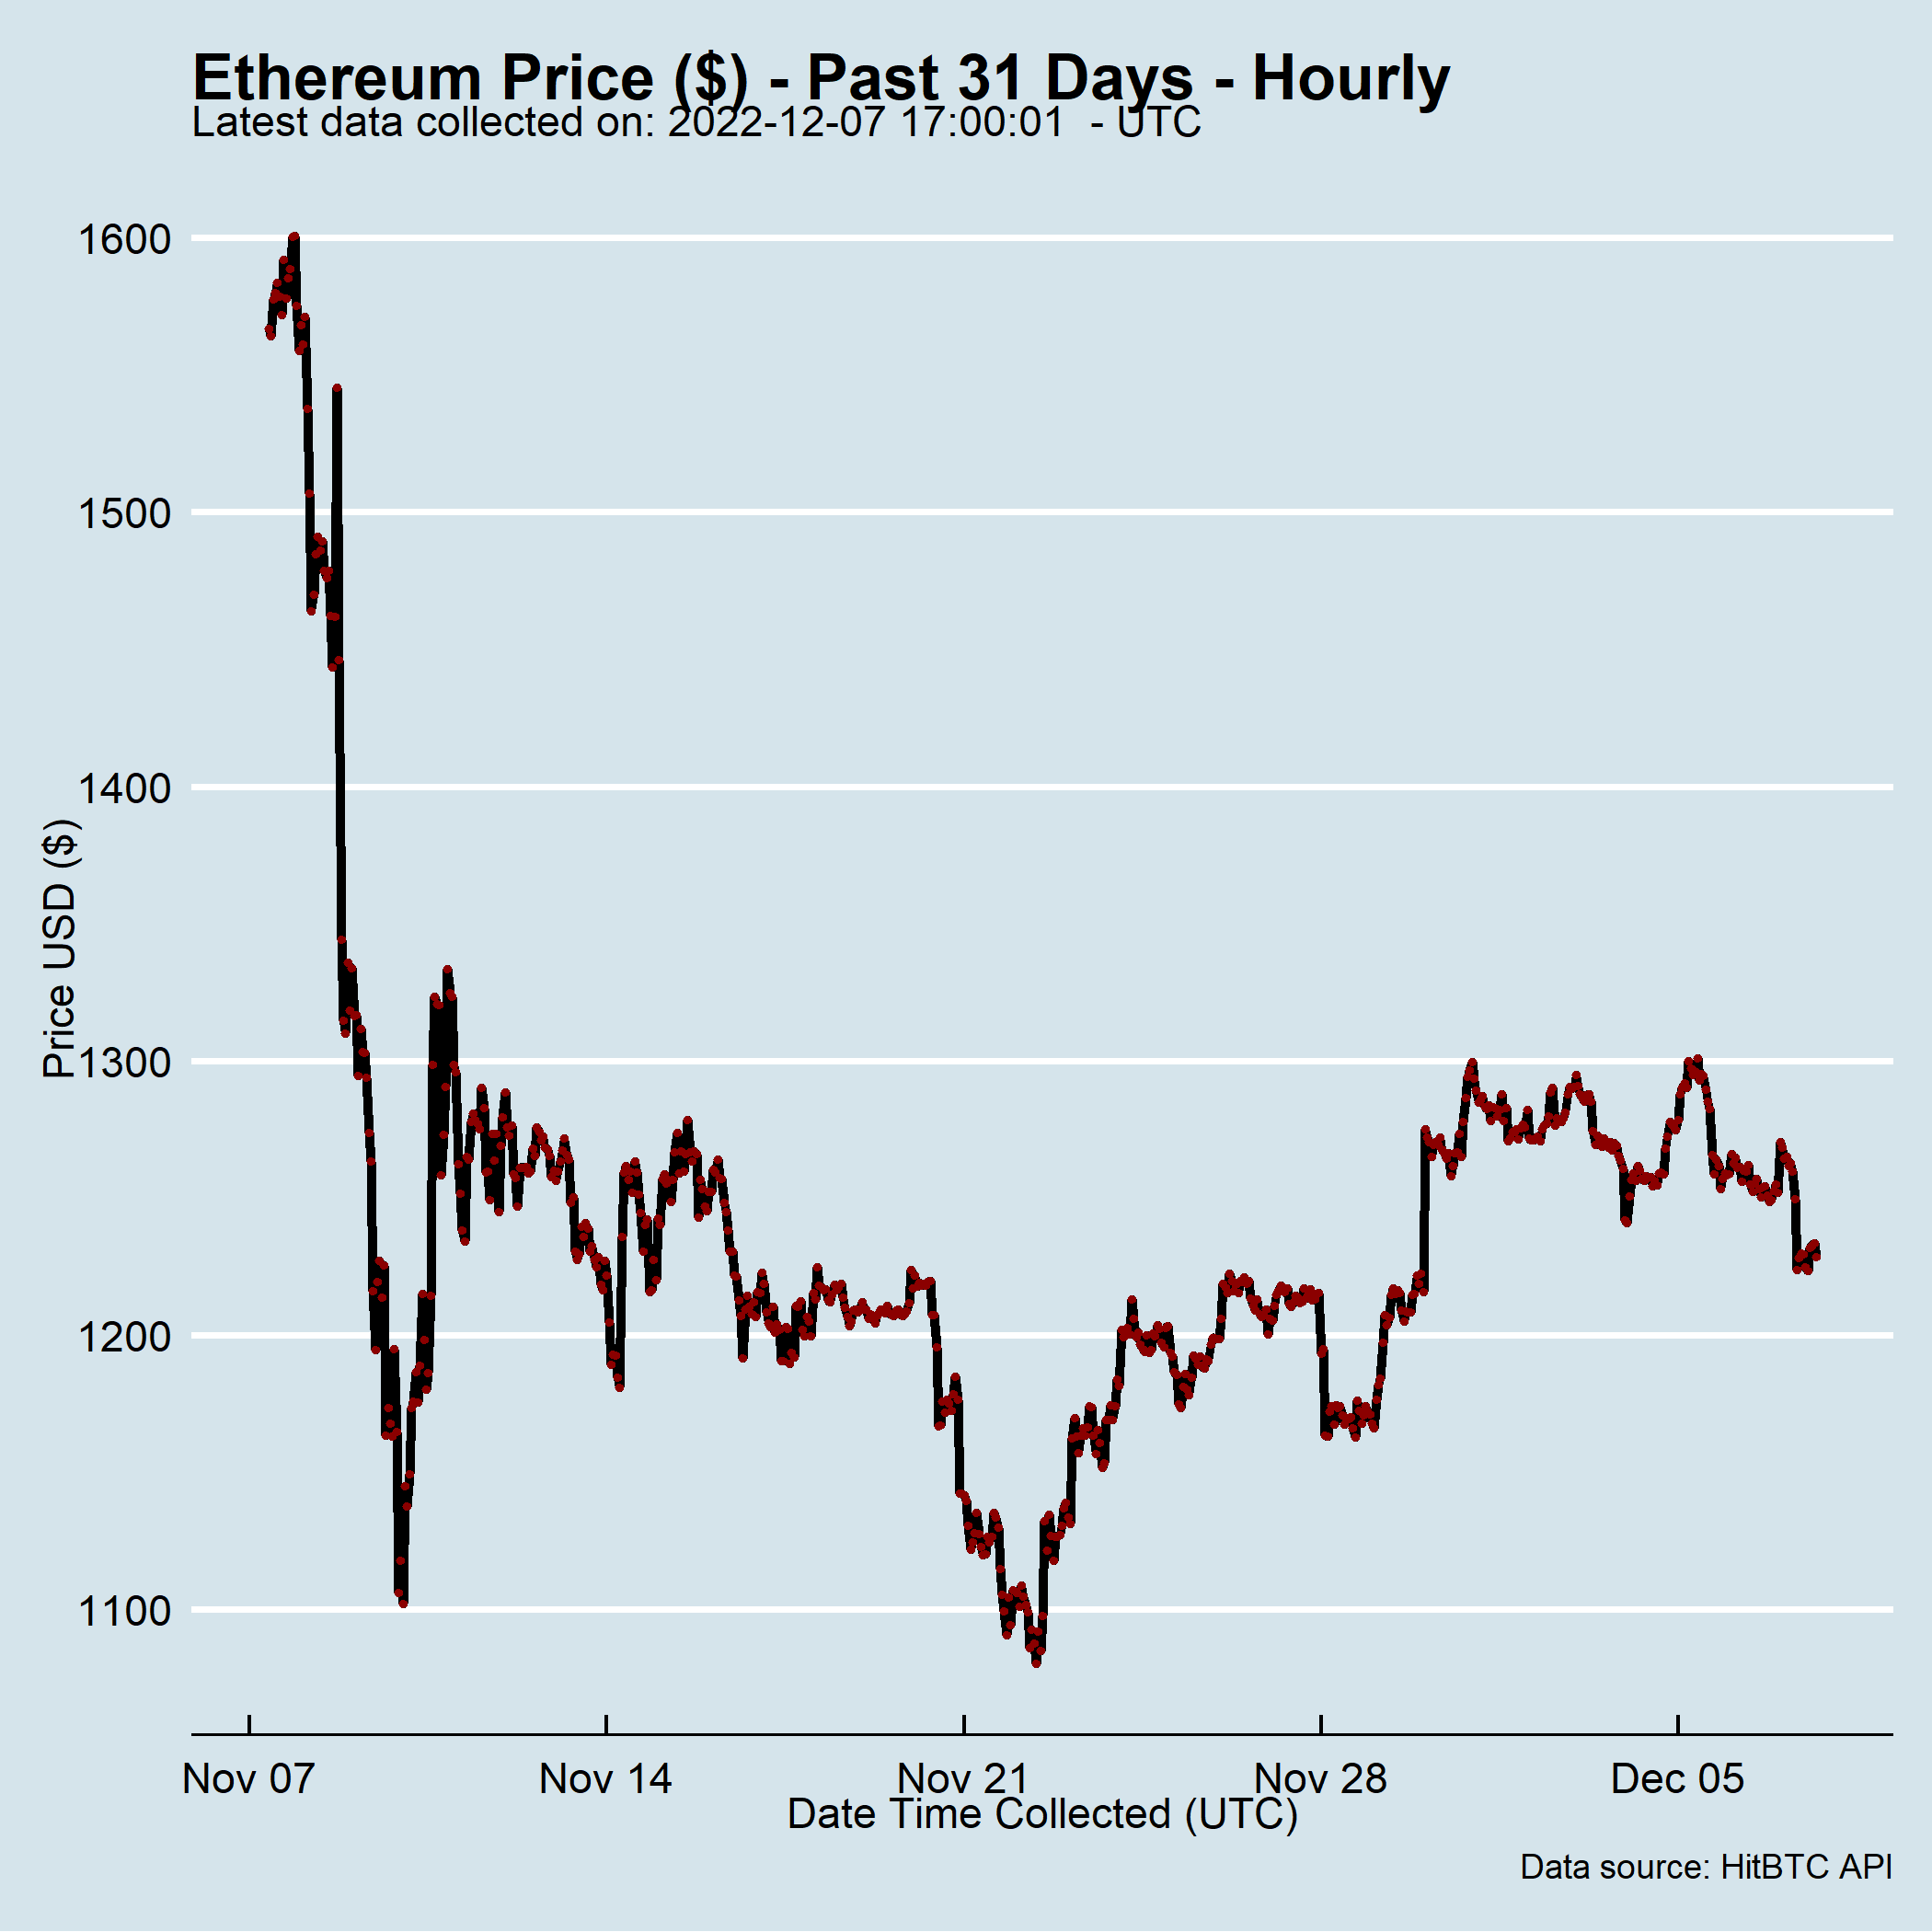 Ethereum Price ($) - Past 31 Days - Hourly
Latest data collected on: 2022-12-07 17:00:01  - UTC
1600
1500
1400
1300
1200
1100
Price USD ($)
Nov 07
Nov 14
Nov 21
Nov 28
Dec 05
Date Time Collected (UTC)
Data source: HitBTC API